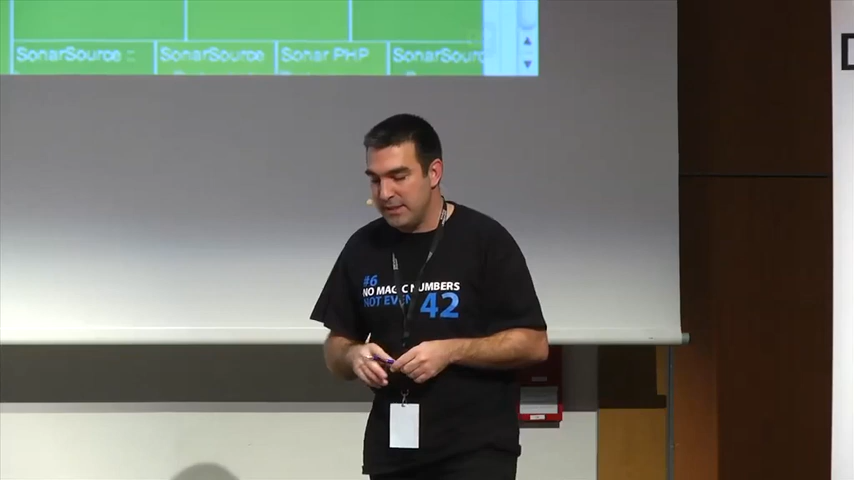 SonarSource ::
SonarSource
Sonar PHP
SonarSourc
#6
NO MAGIC NUMBERS
NOT EVEN 42
D